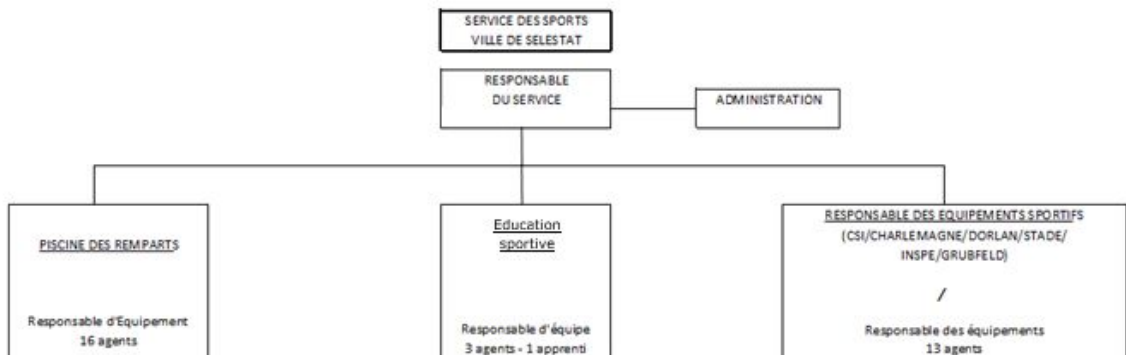 SERVICE DES SPORTS
VILLE DE SELESTAT
RESPONSABLE
DU SERVICE
ADMINISTRATION
PISCINE DES REMPARTS
Responsable d'Equipement
16 agents
Education
sportive
Responsable d'équipe
3 agents - 1 apprenti
RESPONSABLE DES EQUIPEMENTS SPORTIFS
(CSI/CHARLEMAGNE/DORLAN/STADE/
INSPE/GRUBFELD)
/
Responsable des équipements
13 agents